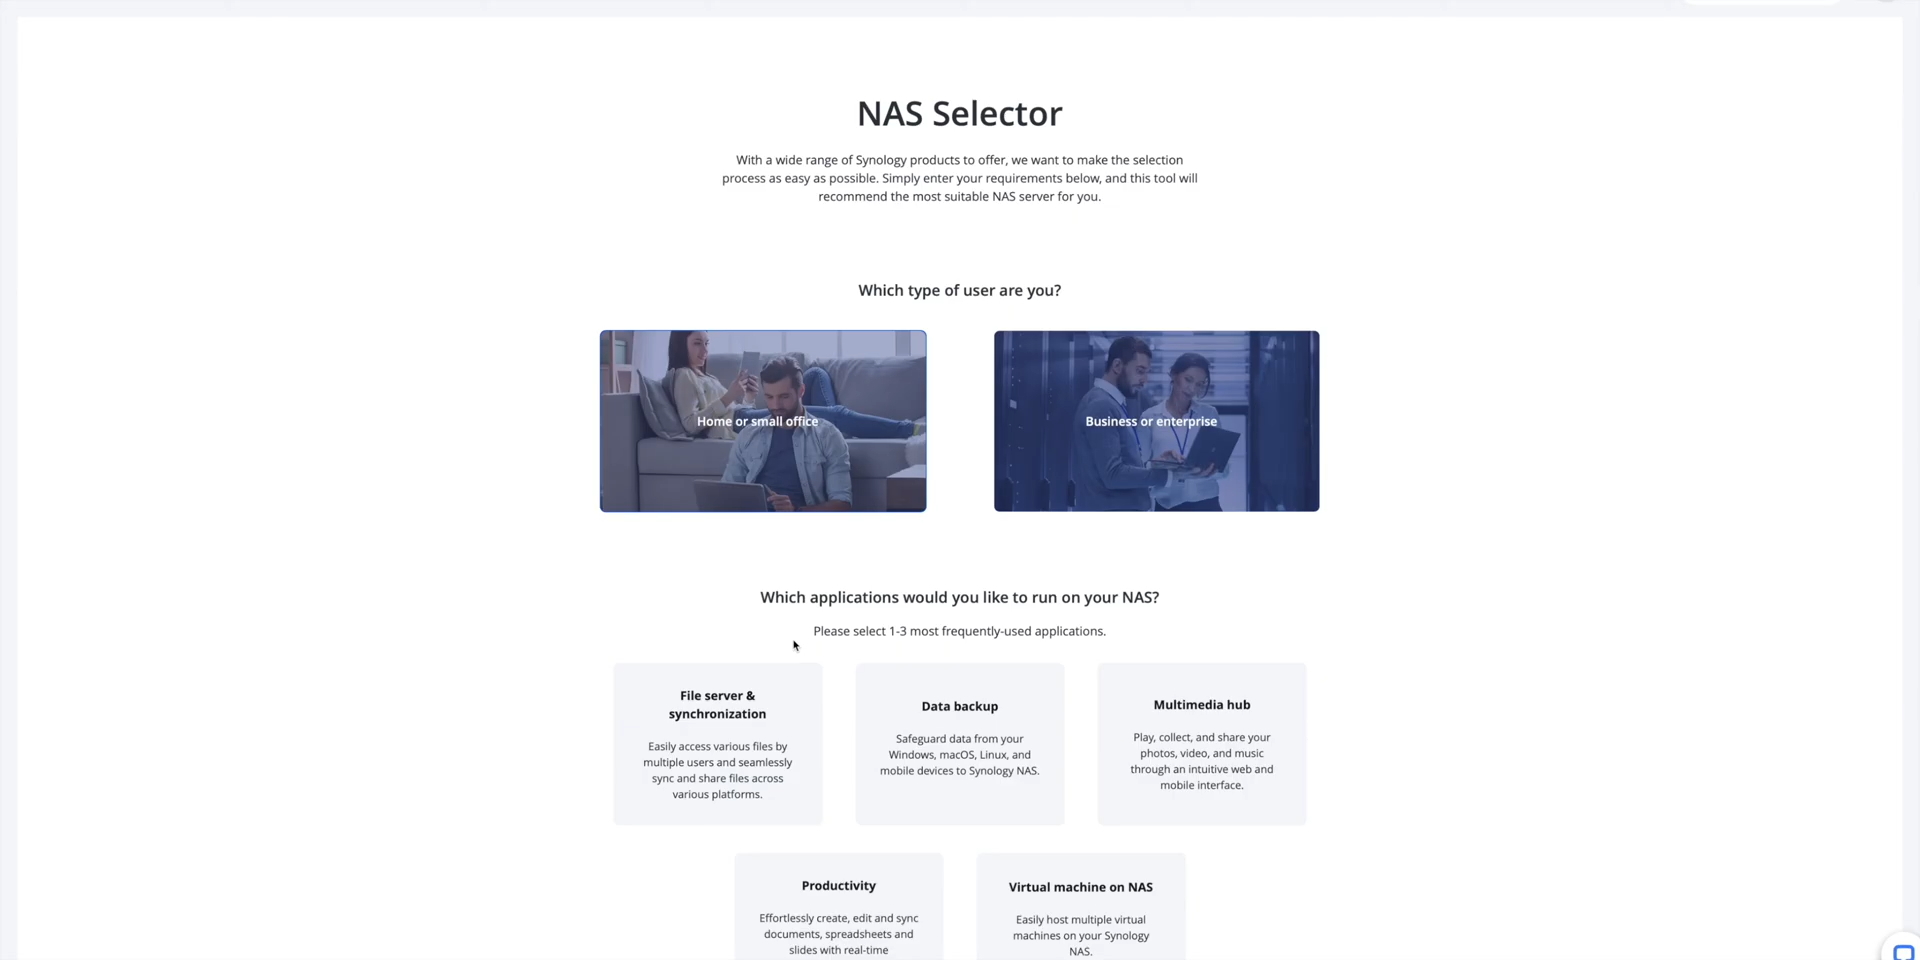 NAS Selector
With a wide range of Synology products to offer, we want to make the selection
process as easy as possible. Simply enter your requirements below, and this tool will
recommend the most suitable NAS server for you.
Which type of user are you?
Home or small office
Business or enterprise
Which applications would you like to run on your NAS?
Please select 1-3 most frequently-used applications.
File server &
synchronization
Easily access various files by
multiple users and seamlessly
sync and share files across
various platforms.
Data backup
Safeguard data from your
Windows, macOS, Linux, and
mobile devices to Synology NAS.
Multimedia hub
Play, collect, and share your
photos, video, and music
through an intuitive web and
mobile interface.
Productivity
Effortlessly create, edit and sync
documents, spreadsheets and
slides with real-time
Virtual machine on NAS
Easily host multiple virtual
machines on your Synology
NAS.